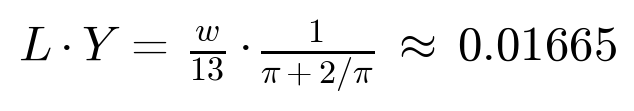 L · Y = w/13 · 1/(π + 2/π) ≈ 0.01665